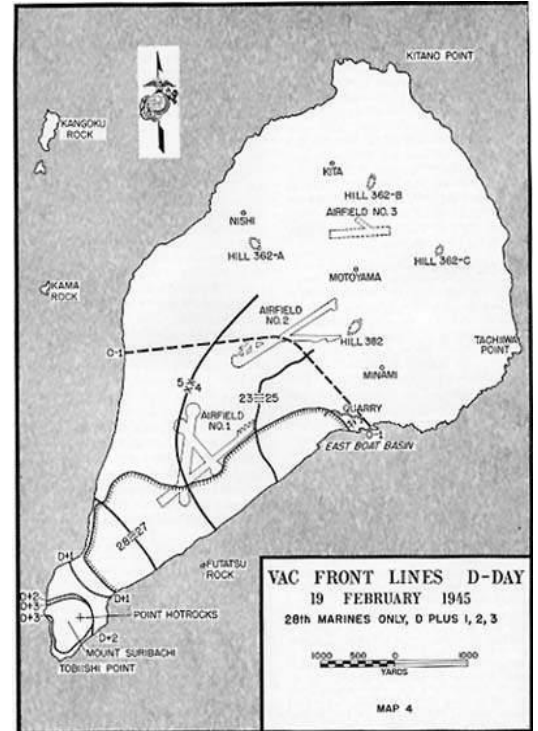 KITANO POINT
KANGOKU
ROCK
KITA
HILL 362-B
NISHI
AIRFIELD NO. 3
HILL 362-A
HILL 362-C
MOTOYAMA
KAMA
ROCK
AIRFIELD
NO. 2
TACHIIWA
POINT
HILL 382
O-1
MINAMI
5 4
23 25
AIRFIELD
NO. 1
QUARRY
O-1
EAST BOAT BASIN
28 27
D+1
FUTATSU
ROCK
D+2
D+3
D+3
D+1
POINT HOTROCKS
D+2
MOUNT SURIBACHI
TOBIISHI POINT
VAC FRONT LINES D-DAY
19 FEBRUARY 1945
28th MARINES ONLY, D PLUS 1, 2, 3
1000 500 0 1000
YARDS
MAP 4